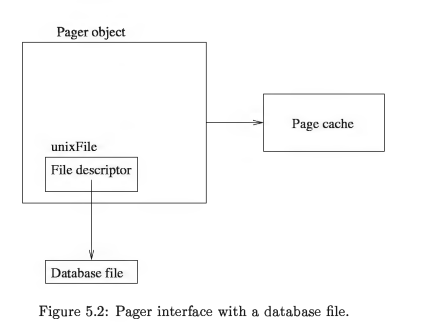 Pager object
Page cache
unixFile
File descriptor
Database file
Figure 5.2: Pager interface with a database file.